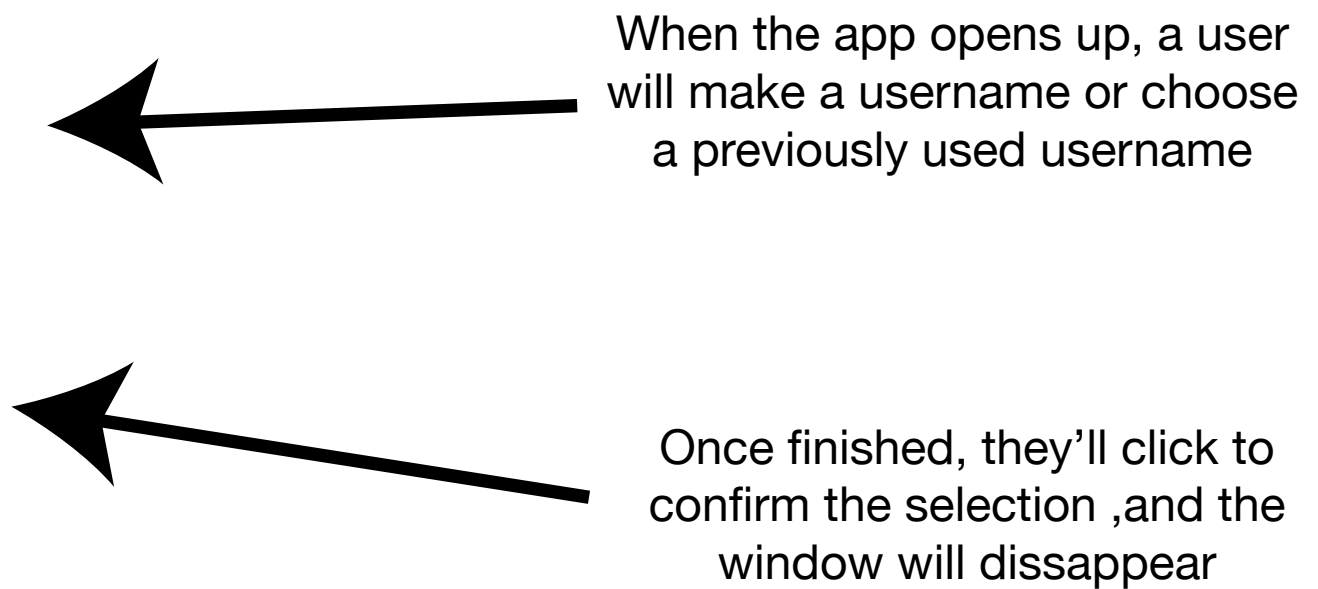 When the app opens up, a user
will make a username or choose
a previously used username
Once finished, they’ll click to
confirm the selection ,and the
window will dissappear